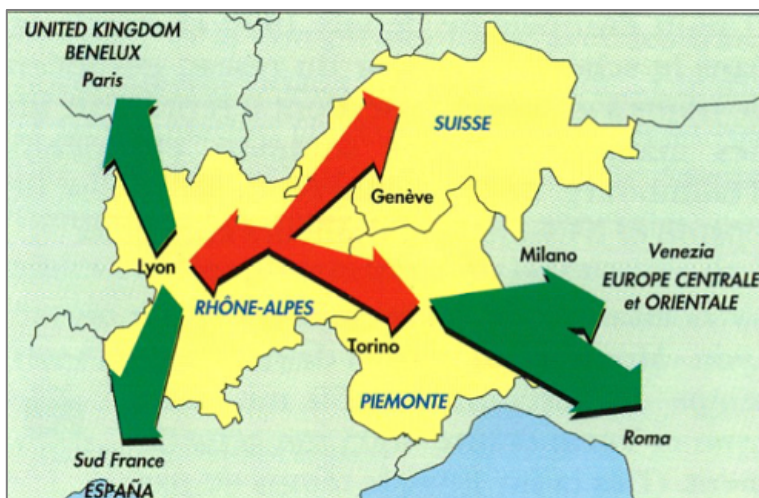 UNITED KINGDOM
BENELUX
Paris
SUISSE
Genève
Lyon
Milano
Venezia
EUROPE CENTRALE
et ORIENTALE
RHÔNE-ALPES
Torino
PIEMONTE
Roma
Sud France
ESPAÑA